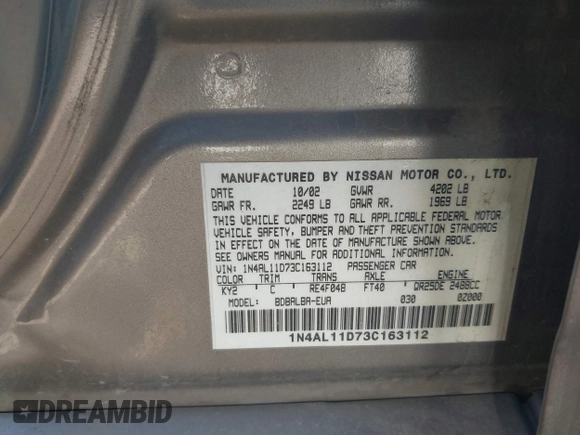 MANUFACTURED BY NISSAN MOTOR CO., LTD.
DATE 10/02 GVWR 4202 LB
GAWR FR. 2249 LB GAWR RR. 1969 LB
THIS VEHICLE CONFORMS TO ALL APPLICABLE FEDERAL MOTOR
VEHICLE SAFETY, BUMPER AND THEFT PREVENTION STANDARDS
IN EFFECT ON THE DATE OF MANUFACTURE SHOWN ABOVE.
SEE OWNERS MANUAL FOR ADDITIONAL INFORMATION.
VIN: 1N4AL11D73C163112 PASSENGER CAR
COLOR TRIM TRANS AXLE ENGINE
KY2 C RE4F04B FT40 QR25DE 2488CC
MODEL: BDBALBA-EUA 030 0Z000
1N4AL11D73C163112
DREAMBID